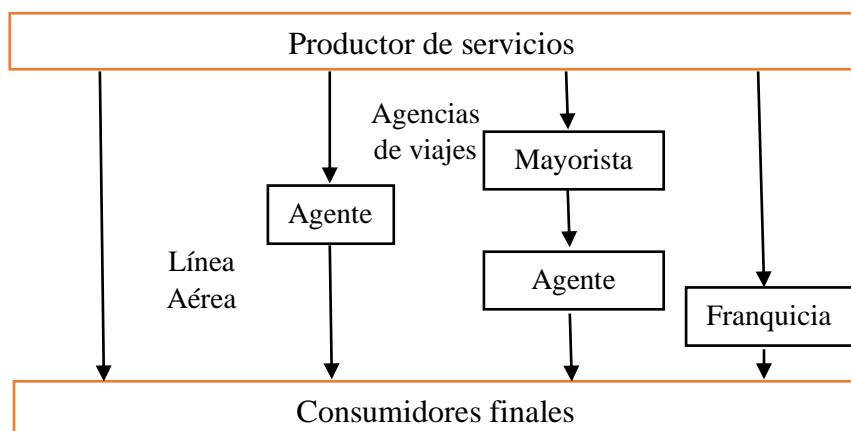 Productor de servicios
Agencias
de viajes
Mayorista
Agente
Línea
Aérea
Agente
Franquicia
Consumidores finales